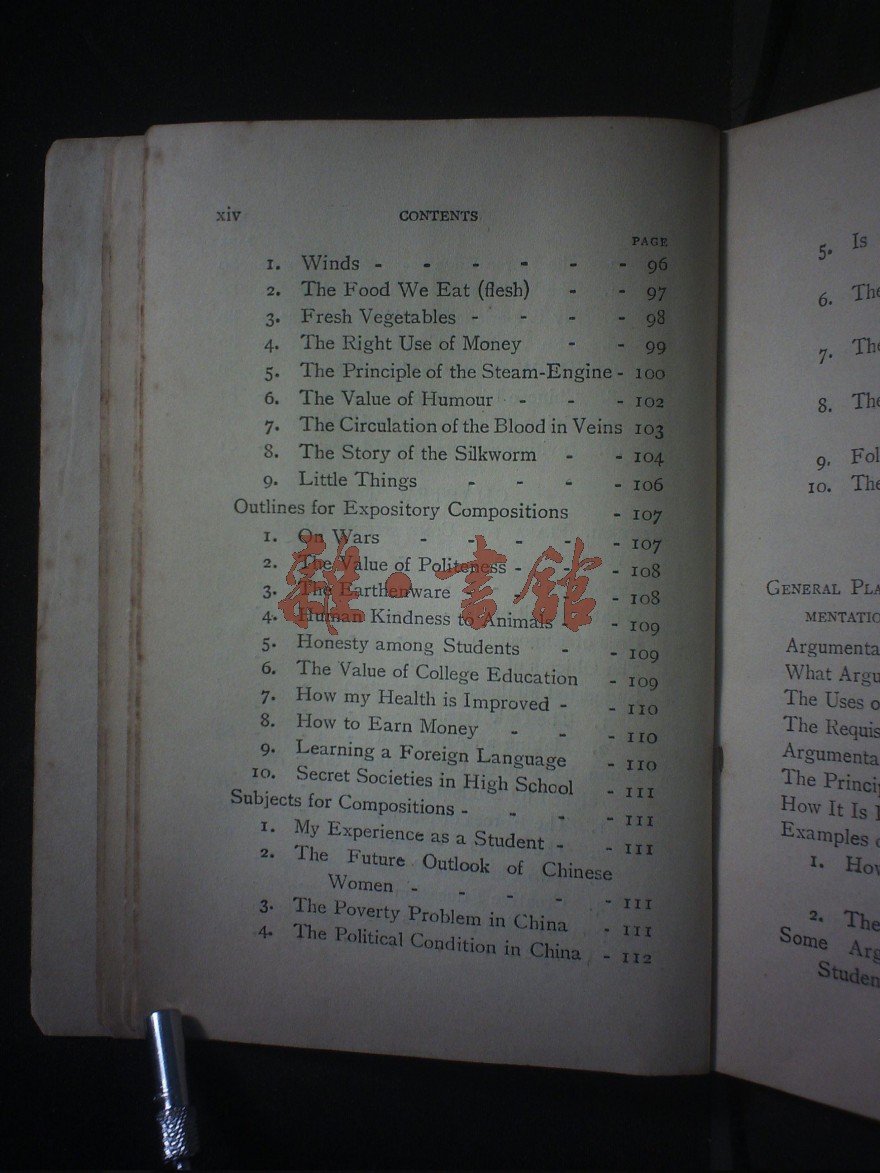 xiv CONTENTS
PAGE
1. Winds - - - - - - 96
2. The Food We Eat (flesh) - - 97
3. Fresh Vegetables - - - - 98
4. The Right Use of Money - - 99
5. The Principle of the Steam-Engine - 100
6. The Value of Humour - - - 102
7. The Circulation of the Blood in Veins 103
8. The Story of the Silkworm - - 104
9. Little Things - - - - 106
Outlines for Expository Compositions - 107
1. On Wars - - - - - 107
2. The Value of Politeness - - - 108
3. The Earthenware - - - - 108
4. Human Kindness to Animals - - 109
5. Honesty among Students - - 109
6. The Value of College Education - 109
7. How my Health is Improved - - 110
8. How to Earn Money - - - 110
9. Learning a Foreign Language - 110
10. Secret Societies in High School - 111
Subjects for Compositions - - - - 111
1. My Experience as a Student - - 111
2. The Future Outlook of Chinese
Women - - - - - 111
3. The Poverty Problem in China - 111
4. The Political Condition in China - 112
雜·書館
5. Is
6. The
7. The
8. The
9. Fol
10. The
GENERAL PLA
MENTATIO
Argumenta
What Argu
The Uses o
The Requis
Argumenta
The Princip
How It Is
Examples
1. How
2. The
Some Arg
Studen